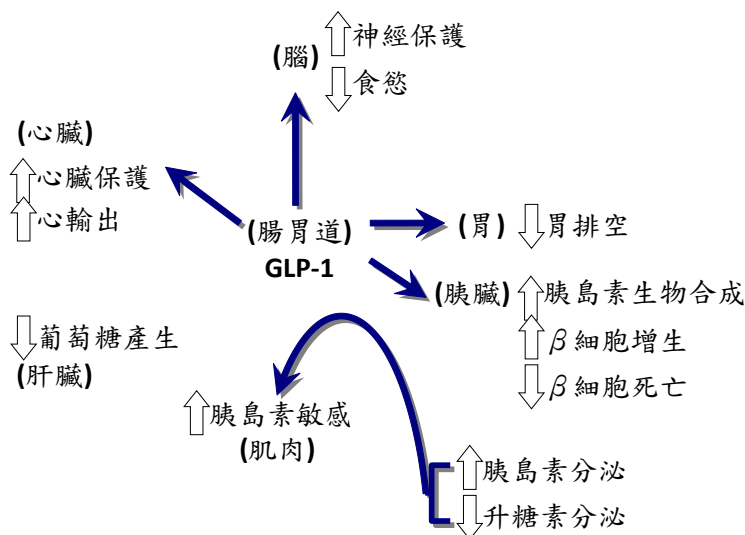 (腦)
神經保護
食慾
(心臟)
心臟保護
心輸出
(腸胃道)
GLP-1
(胃)
胃排空
(胰臟)
胰島素生物合成
β細胞增生
β細胞死亡
葡萄糖產生
(肝臟)
胰島素敏感
(肌肉)
胰島素分泌
升糖素分泌